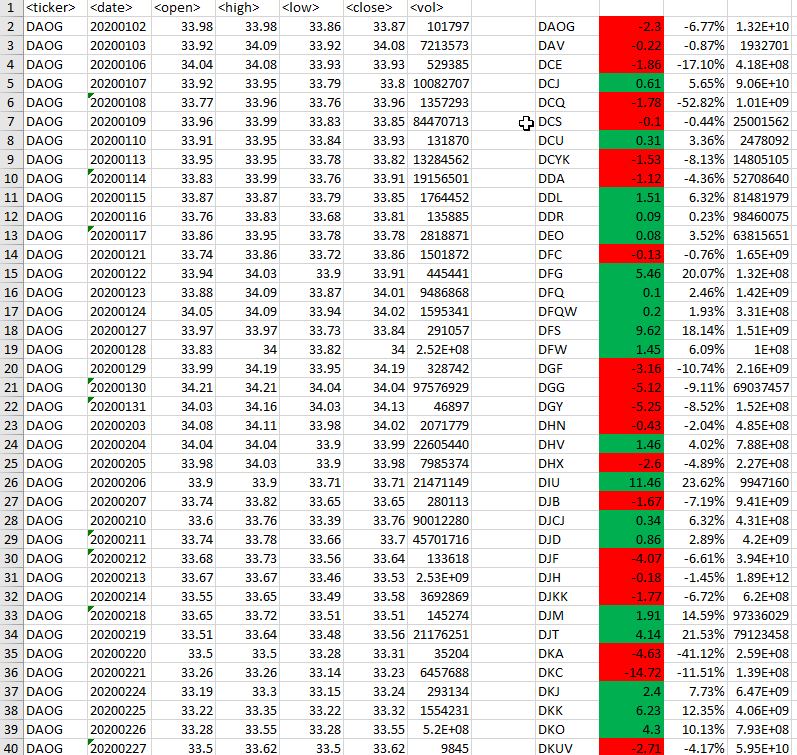 1 <ticker> <date> <open> <high> <low> <close> <vol>
2 DAOG 20200102 33.98 33.98 33.86 33.87 101797 DAOG -2.3 -6.77% 1.32E+10
3 DAOG 20200103 33.92 34.09 33.92 34.08 7213573 DAV -0.22 -0.87% 1932701
4 DAOG 20200106 34.04 34.08 33.93 33.93 529385 DCE -1.86 -17.10% 4.18E+08
5 DAOG 20200107 33.92 33.95 33.79 33.8 10082707 DCJ 0.61 5.65% 9.06E+10
6 DAOG 20200108 33.77 33.96 33.76 33.96 1357293 DCQ -1.78 -52.82% 1.01E+09
7 DAOG 20200109 33.96 33.99 33.83 33.85 84470713 DCS -0.1 -0.44% 25001562
8 DAOG 20200110 33.91 33.95 33.84 33.93 131870 DCU 0.31 3.36% 2478092
9 DAOG 20200113 33.95 33.95 33.78 33.82 13284562 DCYK -1.53 -8.13% 14805105
10 DAOG 20200114 33.83 33.99 33.76 33.91 19156501 DDA -1.12 -4.36% 52708640
11 DAOG 20200115 33.87 33.87 33.79 33.85 1764452 DDL 1.51 6.32% 81481979
12 DAOG 20200116 33.76 33.83 33.68 33.81 135885 DDR 0.09 0.23% 98460075
13 DAOG 20200117 33.86 33.95 33.78 33.78 2818871 DEO 0.08 3.52% 63815651
14 DAOG 20200121 33.74 33.86 33.72 33.86 1501872 DFC -0.13 -0.76% 1.65E+09
15 DAOG 20200122 33.94 34.03 33.9 33.91 445441 DFG 5.46 20.07% 1.32E+08
16 DAOG 20200123 33.88 34.09 33.87 34.01 9486868 DFQ 0.1 2.46% 1.42E+09
17 DAOG 20200124 34.05 34.09 33.94 34.02 1595341 DFQW 0.2 1.93% 3.31E+08
18 DAOG 20200127 33.97 33.97 33.73 33.84 291057 DFS 9.62 18.14% 1.51E+09
19 DAOG 20200128 33.83 34 33.82 34 2.52E+08 DFW 1.45 6.09% 1E+08
20 DAOG 20200129 33.99 34.19 33.95 34.19 328742 DGF -3.16 -10.74% 2.16E+09
21 DAOG 20200130 34.21 34.21 34.04 34.04 97576929 DGG -5.12 -9.11% 69037457
22 DAOG 20200131 34.03 34.16 34.03 34.13 46897 DGY -5.25 -8.52% 1.52E+08
23 DAOG 20200203 34.08 34.11 33.98 34.02 2071779 DHN -0.43 -2.04% 4.85E+08
24 DAOG 20200204 34.04 34.04 33.9 33.99 22605440 DHV 1.46 4.02% 7.88E+08
25 DAOG 20200205 33.98 34.03 33.9 33.98 7985374 DHX -2.6 -4.89% 2.27E+08
26 DAOG 20200206 33.9 33.9 33.71 33.71 21471149 DIU 11.46 23.62% 9947160
27 DAOG 20200207 33.74 33.82 33.65 33.65 280113 DJB -1.67 -7.19% 9.41E+09
28 DAOG 20200210 33.6 33.76 33.39 33.76 90012280 DJCJ 0.34 6.32% 4.31E+08
29 DAOG 20200211 33.74 33.78 33.66 33.7 45701716 DJD 0.86 2.89% 4.2E+09
30 DAOG 20200212 33.68 33.73 33.56 33.64 133618 DJF -4.07 -6.61% 3.94E+10
31 DAOG 20200213 33.67 33.67 33.46 33.53 2.53E+09 DJH -0.18 -1.45% 1.89E+12
32 DAOG 20200214 33.55 33.65 33.49 33.58 3692869 DJKK -1.77 -6.72% 6.2E+08
33 DAOG 20200218 33.65 33.72 33.51 33.51 145274 DJM 1.91 14.59% 97336029
34 DAOG 20200219 33.51 33.64 33.48 33.56 21176251 DJT 4.14 21.53% 79123458
35 DAOG 20200220 33.5 33.5 33.28 33.31 35204 DKA -4.63 -41.12% 2.59E+08
36 DAOG 20200221 33.26 33.26 33.14 33.23 6457688 DKC -14.72 -11.51% 1.39E+08
37 DAOG 20200224 33.19 33.3 33.15 33.24 293134 DKJ 2.4 7.73% 6.47E+09
38 DAOG 20200225 33.22 33.35 33.22 33.32 1554231 DKK 6.23 12.35% 4.06E+09
39 DAOG 20200226 33.28 33.55 33.28 33.55 5.2E+08 DKO 4.3 10.13% 7.93E+08
40 DAOG 20200227 33.5 33.62 33.5 33.62 9845 DKUV -2.71 -4.17% 5.95E+10